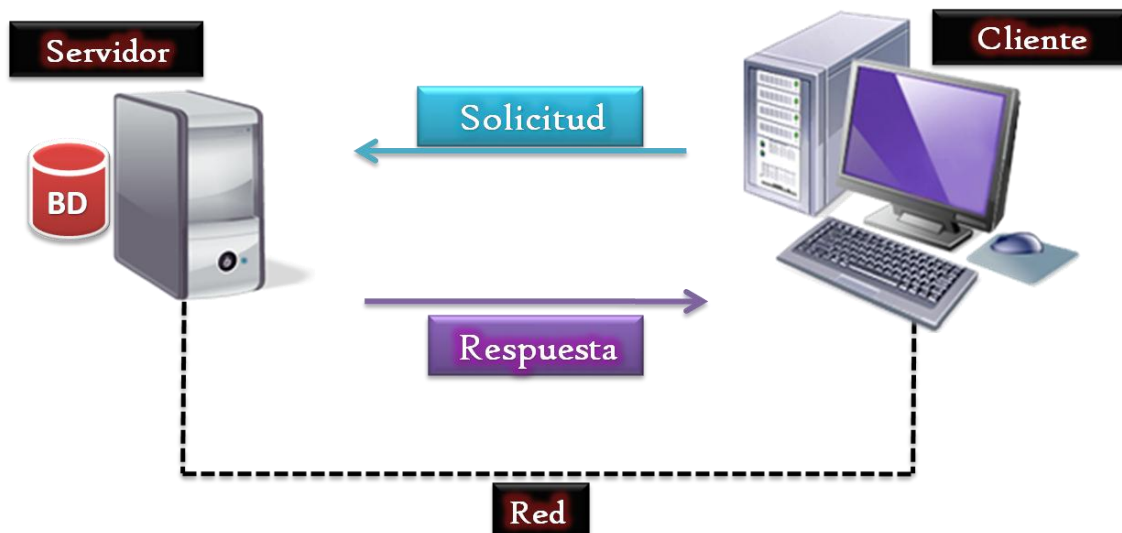 Servidor
Cliente
Solicitud
BD
Respuesta
Red